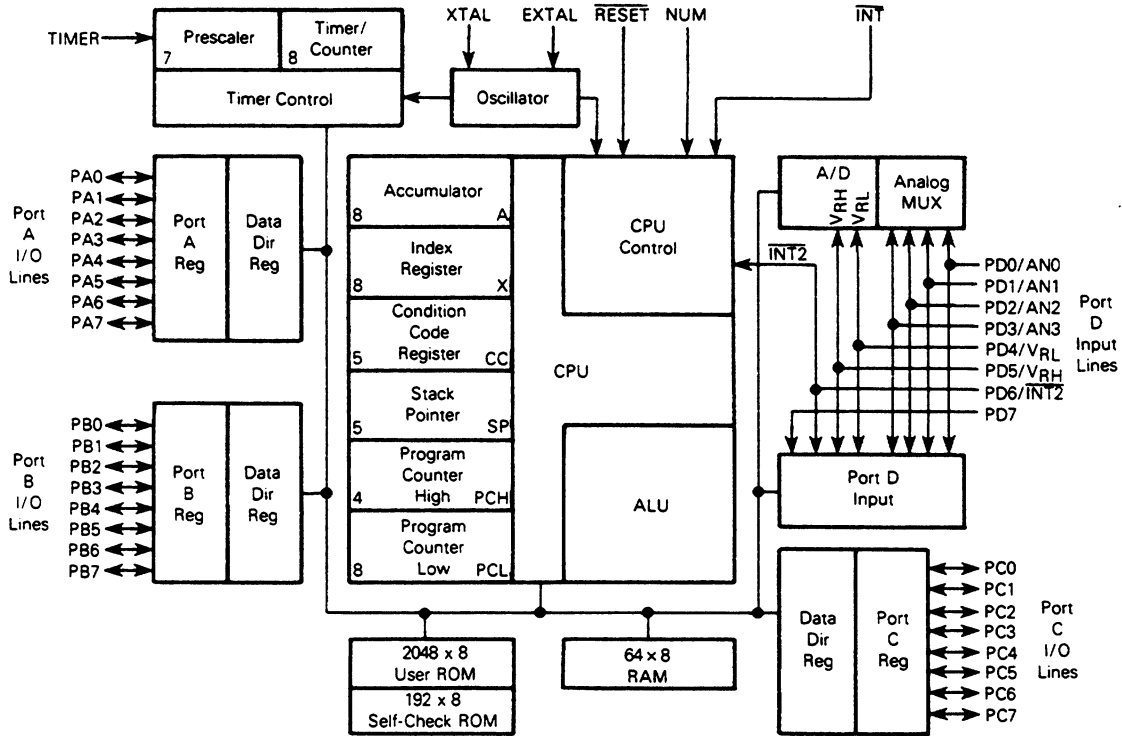 XTAL EXTAL RESET NUM INT
TIMER
Prescaler
7
Timer/
Counter
8
Timer Control
Oscillator
Port
A
I/O
Lines
PA0
PA1
PA2
PA3
PA4
PA5
PA6
PA7
Port
A
Reg
Data
Dir
Reg
Port
B
I/O
Lines
PB0
PB1
PB2
PB3
PB4
PB5
PB6
PB7
Port
B
Reg
Data
Dir
Reg
Accumulator
8 A
Index
Register
8 X
Condition
Code
Register
5 CC
Stack
Pointer
5 SP
Program
Counter
High
4 PCH
Program
Counter
Low
8 PCL
CPU
CPU
Control
ALU
INT2
A/D
VRH
VRL
Analog
MUX
PD0/AN0
PD1/AN1
PD2/AN2
PD3/AN3
PD4/VRL
PD5/VRH
PD6/INT2
PD7
Port
D
Input
Lines
Port D
Input
Data
Dir
Reg
Port
C
Reg
PC0
PC1
PC2
PC3
PC4
PC5
PC6
PC7
Port
C
I/O
Lines
2048 x 8
User ROM
192 x 8
Self-Check ROM
64 x 8
RAM